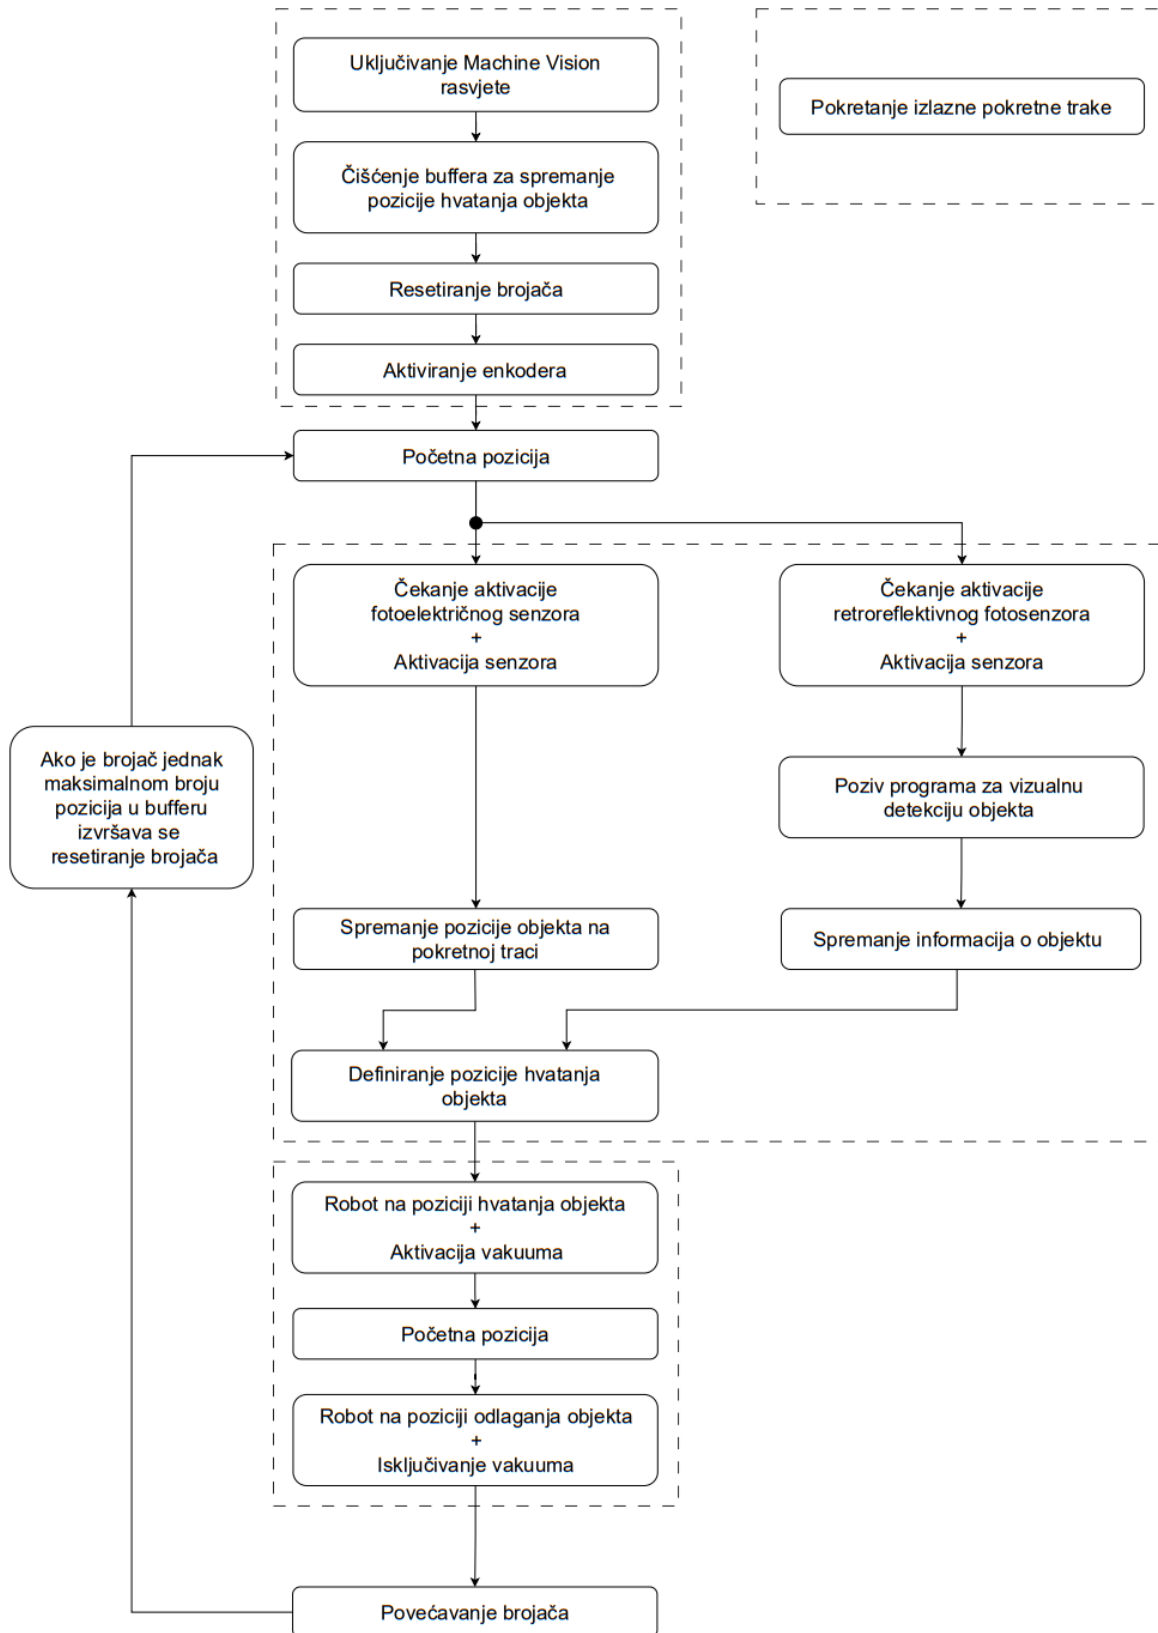 Uključivanje Machine Vision
rasvjete
Pokretanje izlazne pokretne trake
Čišćenje buffera za spremanje
pozicije hvatanja objekta
Resetiranje brojača
Aktiviranje enkodera
Početna pozicija
Čekanje aktivacije
fotoelektričnog senzora
+
Aktivacija senzora
Čekanje aktivacije
retroreflektivnog fotosenzora
+
Aktivacija senzora
Ako je brojač jednak
maksimalnom broju
pozicija u bufferu
izvršava se
resetiranje brojača
Poziv programa za vizualnu
detekciju objekta
Spremanje pozicije objekta na
pokretnoj traci
Spremanje informacija o objektu
Definiranje pozicije hvatanja
objekta
Robot na poziciji hvatanja objekta
+
Aktivacija vakuuma
Početna pozicija
Robot na poziciji odlaganja objekta
+
Isključivanje vakuuma
Povećavanje brojača